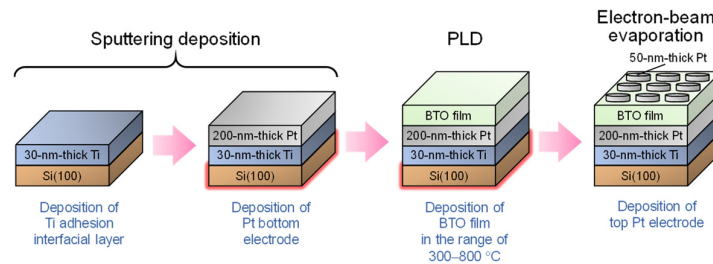 Sputtering deposition
PLD
Electron-beam
evaporation
50-nm-thick Pt
30-nm-thick Ti
Si(100)
200-nm-thick Pt
30-nm-thick Ti
Si(100)
BTO film
200-nm-thick Pt
30-nm-thick Ti
Si(100)
BTO film
200-nm-thick Pt
30-nm-thick Ti
Si(100)
Deposition of
Ti adhesion
interfacial layer
Deposition of
Pt bottom
electrode
Deposition of
BTO film
in the range of
300–800 °C
Deposition of
top Pt electrode